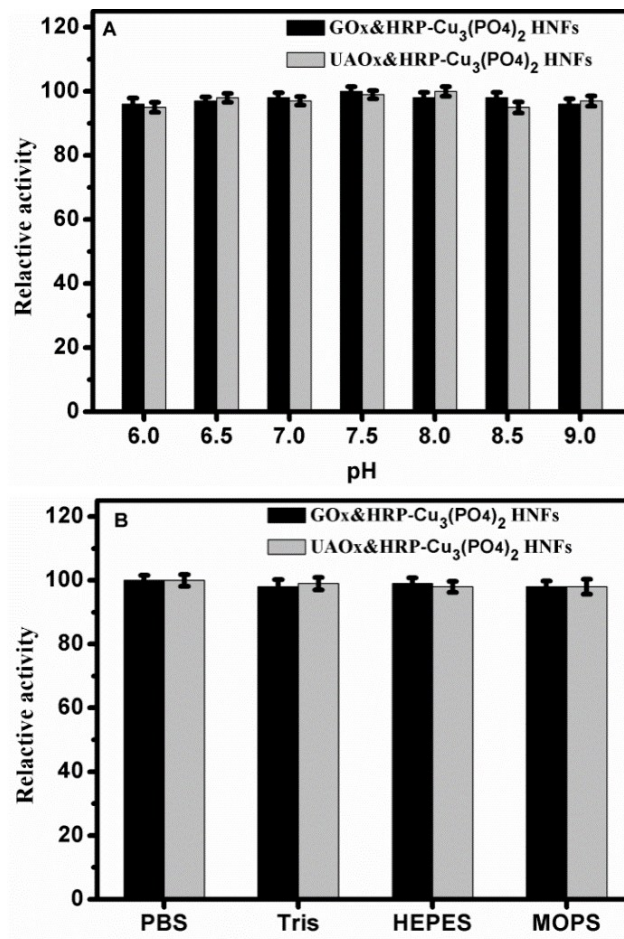 A
GOx&HRP-Cu3(PO4)2 HNFs
UAOx&HRP-Cu3(PO4)2 HNFs
120
100
80
60
40
20
0
Relactive activity
6.0 6.5 7.0 7.5 8.0 8.5 9.0
pH
B
GOx&HRP-Cu3(PO4)2 HNFs
UAOx&HRP-Cu3(PO4)2 HNFs
120
100
80
60
40
20
0
Relactive activity
PBS Tris HEPES MOPS